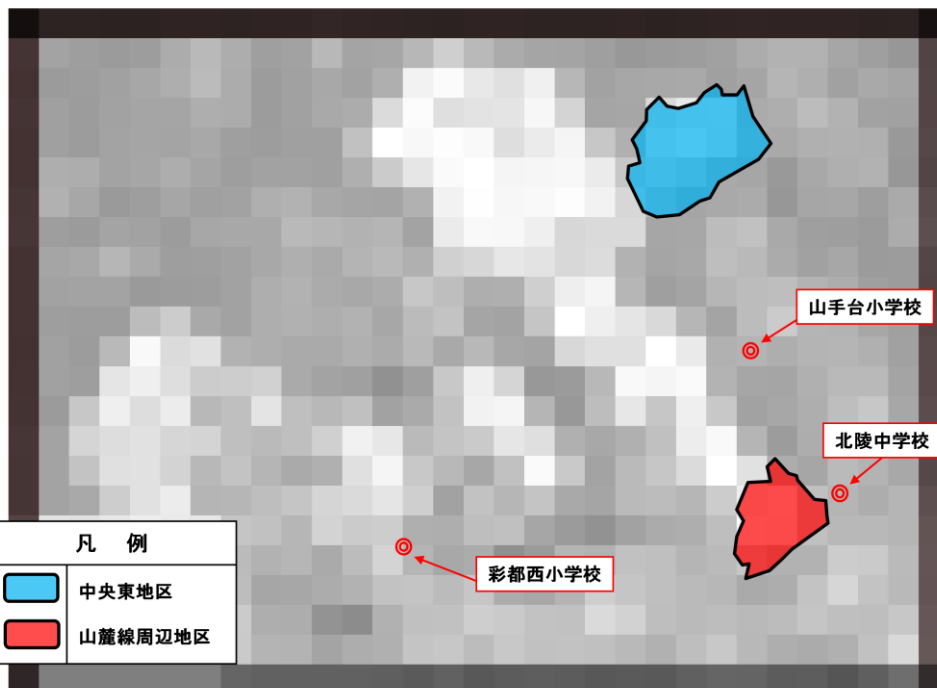 山手台小学校
北陵中学校
彩都西小学校
凡 例
中央東地区
山麓線周辺地区